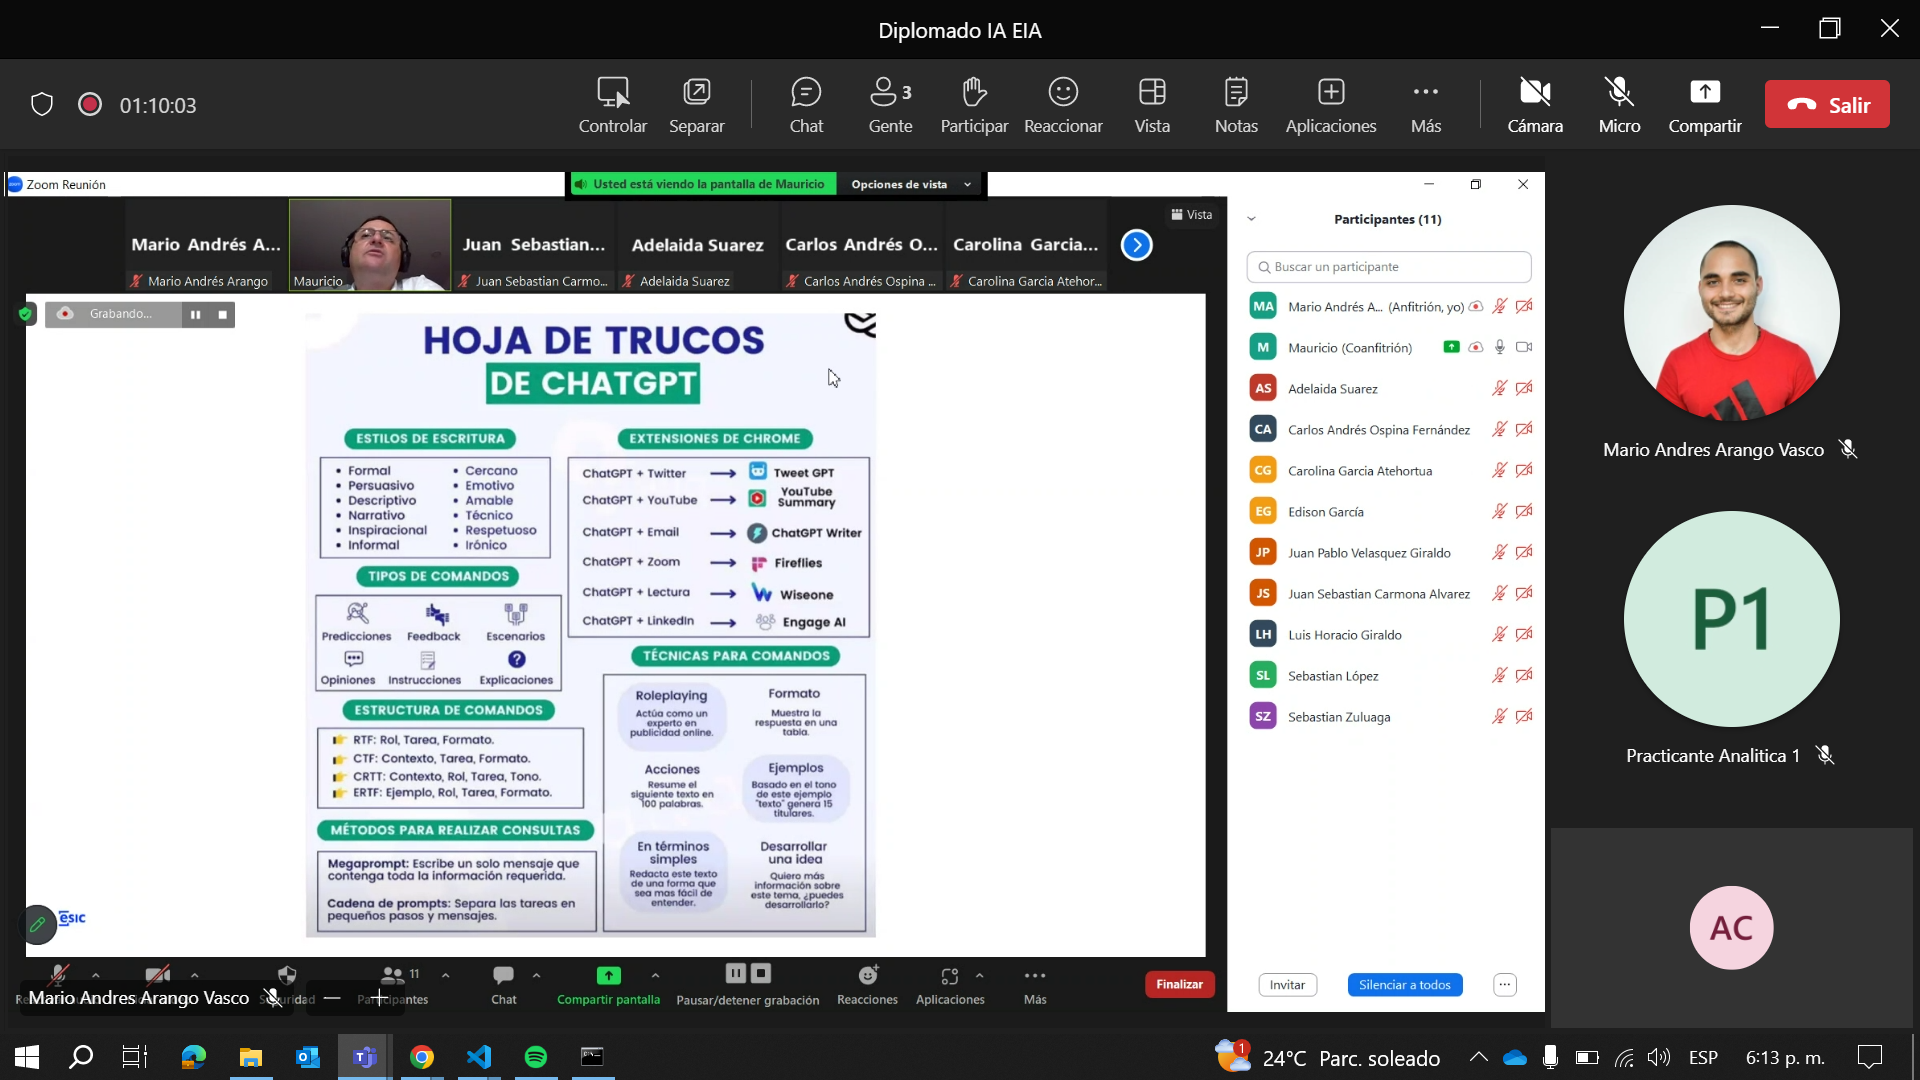 Diplomado IA EIA
01:10:03
Controlar
Separar
Chat
Gente
3
Participar
Reaccionar
Vista
Notas
Aplicaciones
Más
Cámara
Micro
Compartir
Salir
Zoom Reunión
Usted está viendo la pantalla de Mauricio
Opciones de vista
Vista
Mario Andrés A...
Juan Sebastian...
Adelaida Suarez
Carlos Andrés O...
Carolina Garcia...
Mario Andrés Arango
Mauricio
Juan Sebastian Carmo...
Adelaida Suarez
Carlos Andrés Ospina ...
Carolina Garcia Atehor...
Grabando...
HOJA DE TRUCOS
DE CHATGPT
ESTILOS DE ESCRITURA
• Formal
• Persuasivo
• Descriptivo
• Narrativo
• Inspiracional
• Informal
• Cercano
• Emotivo
• Amable
• Técnico
• Respetuoso
• Irónico
TIPOS DE COMANDOS
Predicciones
Feedback
Escenarios
Opiniones
Instrucciones
Explicaciones
ESTRUCTURA DE COMANDOS
RTF: Rol, Tarea, Formato.
CTF: Contexto, Tarea, Formato.
CRTT: Contexto, Rol, Tarea, Tono.
ERTF: Ejemplo, Rol, Tarea, Formato.
MÉTODOS PARA REALIZAR CONSULTAS
Megaprompt: Escribe un solo mensaje que
contenga toda la información requerida.
Cadena de prompts: Separa las tareas en
pequeños pasos y mensajes.
EXTENSIONES DE CHROME
ChatGPT + Twitter → Tweet GPT
ChatGPT + YouTube → YouTube
Summary
ChatGPT + Email → ChatGPT Writer
ChatGPT + Zoom → Fireflies
ChatGPT + Lectura → Wiseone
ChatGPT + LinkedIn → Engage AI
TÉCNICAS PARA COMANDOS
Roleplaying
Actúa como un
experto en
publicidad online.
Formato
Muestra la
respuesta en una
tabla.
Acciones
Resume el
siguiente texto en
100 palabras.
Ejemplos
Basado en el tono
de este ejemplo
"texto" genera 15
titulares.
En términos
simples
Redacta este texto
de una forma que
sea mas fácil de
entender.
Desarrollar
una idea
Quiero más
información sobre
este tema, ¿puedes
desarrollarlo?
ESIC
Participantes (11)
Buscar un participante
MA Mario Andrés A... (Anfitrión, yo)
M Mauricio (Coanfitrión)
AS Adelaida Suarez
CA Carlos Andrés Ospina Fernández
CG Carolina Garcia Atehortua
EG Edison García
JP Juan Pablo Velasquez Giraldo
JS Juan Sebastian Carmona Alvarez
LH Luis Horacio Giraldo
SL Sebastian López
SZ Sebastian Zuluaga
Invitar
Silenciar a todos
Mario Andres Arango Vasco
P1
Practicante Analitica 1
AC
Mario Andres Arango Vasco
11
Chat
Compartir pantalla
Pausar/detener grabación
Reacciones
Aplicaciones
Más
Finalizar
1
24°C Parc. soleado
ESP
6:13 p. m.